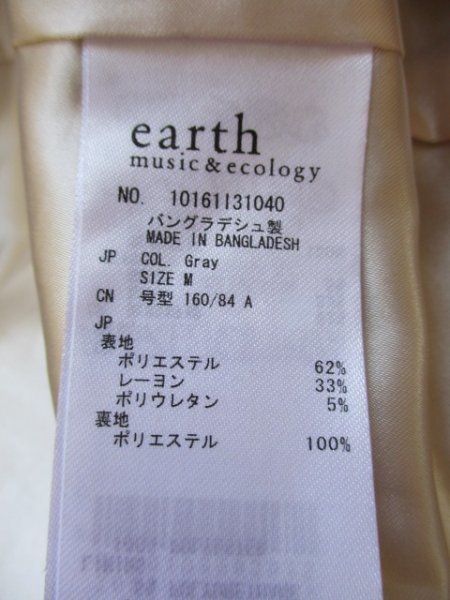 earth
music & ecology
NO. 10161131040
バングラデシュ製
MADE IN BANGLADESH
JP COL. Gray
SIZE M
CN 号型 160/84 A
JP
表地
ポリエステル 62%
レーヨン 33%
ポリウレタン 5%
裏地
ポリエステル 100%